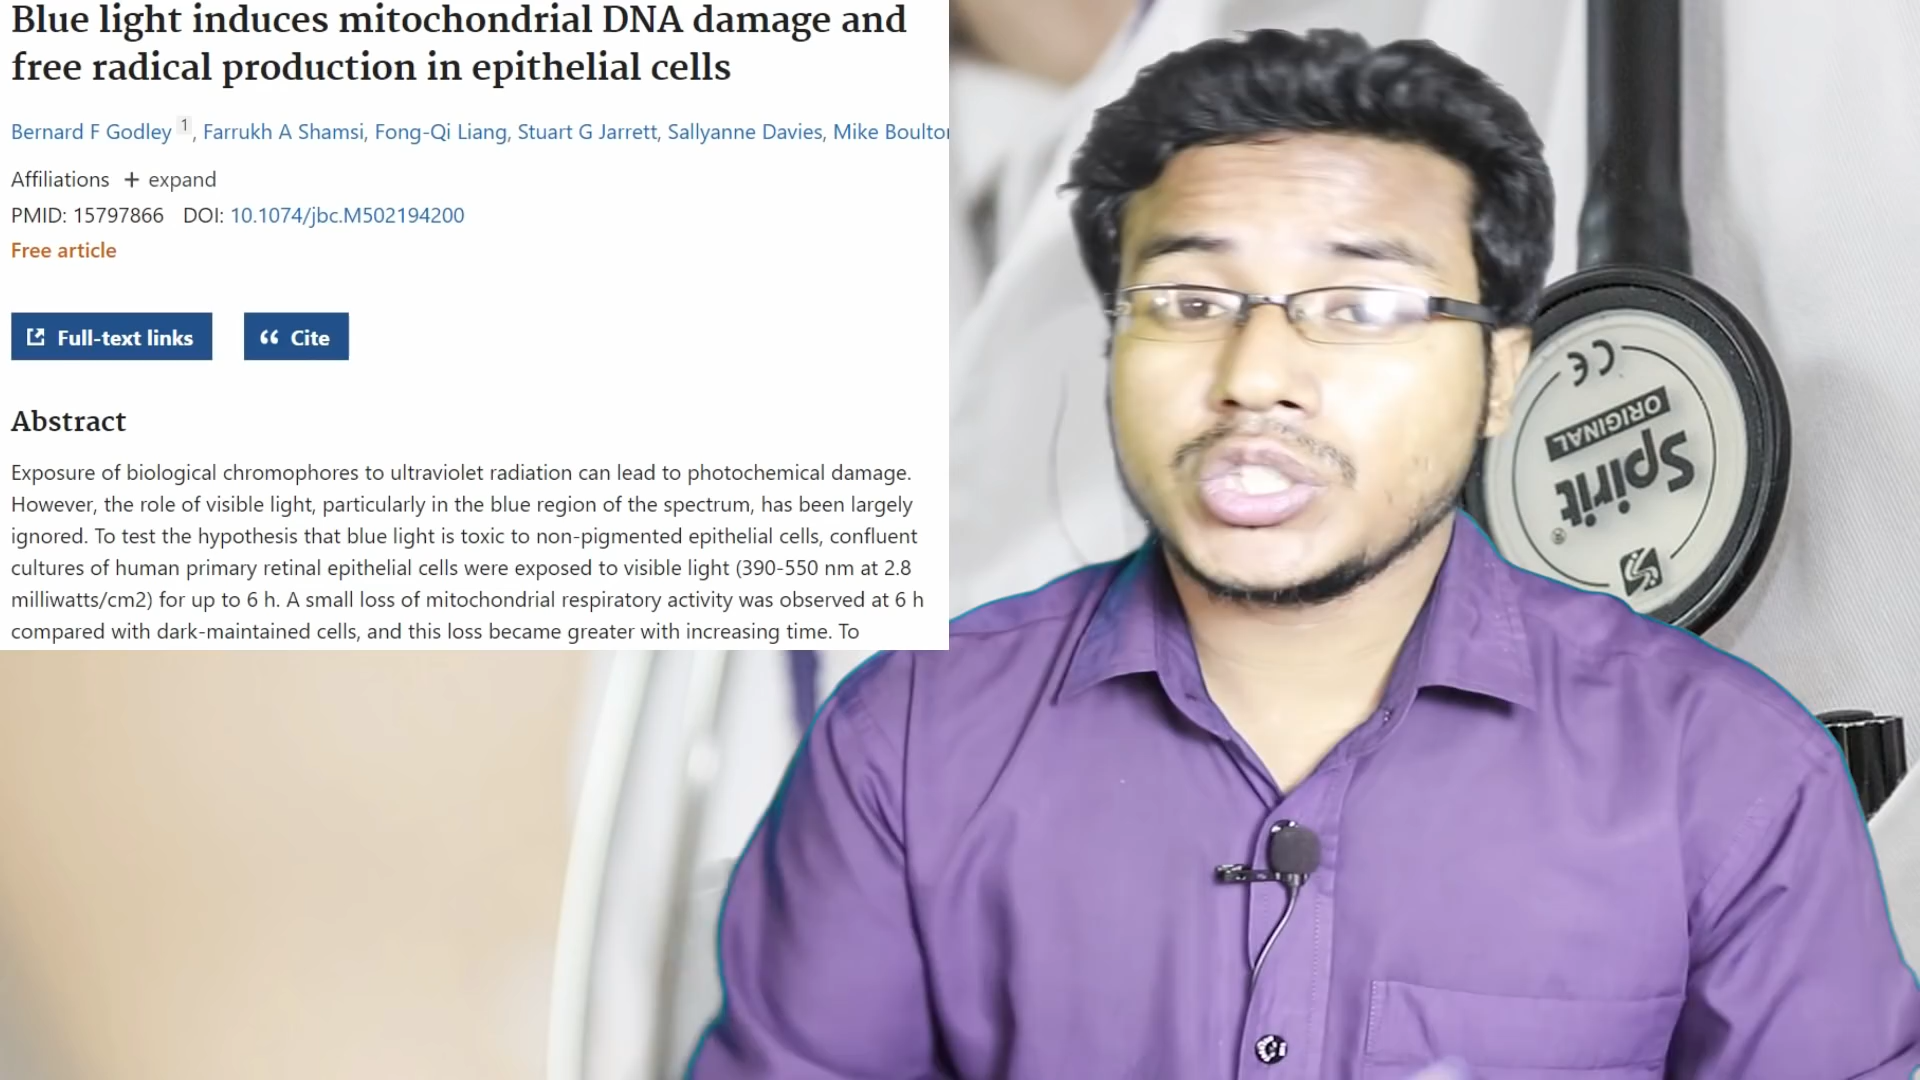 Blue light induces mitochondrial DNA damage and
free radical production in epithelial cells
Bernard F Godley 1, Farrukh A Shamsi, Fong-Qi Liang, Stuart G Jarrett, Sallyanne Davies, Mike Boulton
Affiliations + expand
PMID: 15797866 DOI: 10.1074/jbc.M502194200
Free article
Full-text links
Cite
Abstract
Exposure of biological chromophores to ultraviolet radiation can lead to photochemical damage.
However, the role of visible light, particularly in the blue region of the spectrum, has been largely
ignored. To test the hypothesis that blue light is toxic to non-pigmented epithelial cells, confluent
cultures of human primary retinal epithelial cells were exposed to visible light (390-550 nm at 2.8
milliwatts/cm2) for up to 6 h. A small loss of mitochondrial respiratory activity was observed at 6 h
compared with dark-maintained cells, and this loss became greater with increasing time. To
CE
ORIGINAL
Spirit®